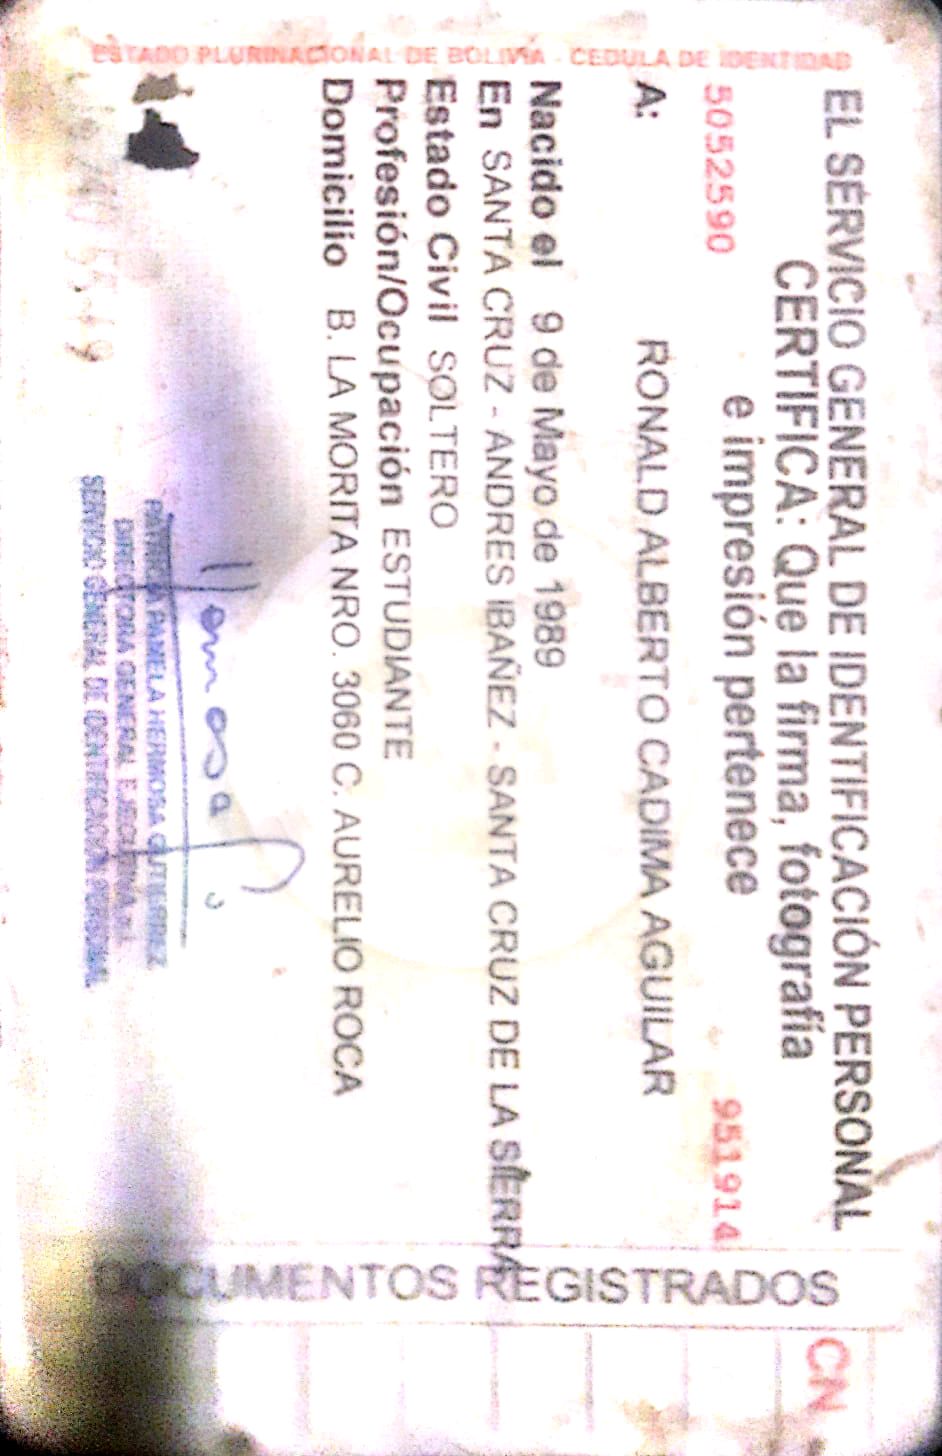 EL SERVICIO GENERAL DE IDENTIFICACIÓN PERSONAL
CERTIFICA: Que la firma, fotografía
e impresión pertenece
5052590
951914
A: RONALD ALBERTO CADIMA AGUILAR
Nacido el 9 de Mayo de 1989
En SANTA CRUZ - ANDRES IBAÑEZ - SANTA CRUZ DE LA SIERRA
Estado Civil SOLTERO
Profesión/Ocupación ESTUDIANTE
Domicilio B. LA MORITA NRO. 3060 C. AURELIO ROCA
PATRICIA PAMELA HERMOSA GUTIERREZ
DIRECTORA GENERAL EJECUTIVA
SERVICIO GENERAL DE IDENTIFICACIÓN PERSONAL
DOCUMENTOS REGISTRADOS
CN
ESTADO PLURINACIONAL DE BOLIVIA - CEDULA DE IDENTIDAD